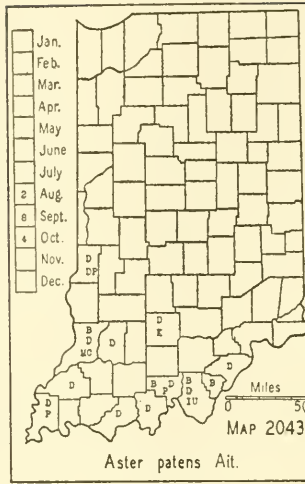 Jan.
Feb.
Mar.
Apr.
May
June
July
2 Aug.
8 Sept.
4 Oct.
Nov.
Dec.
D
DP
D
K
B
D
MC
D
D
D
P
D
D
B
P
D
B
D
IU
B
D
Miles
0 50
MAP 2043
Aster patens Ait.